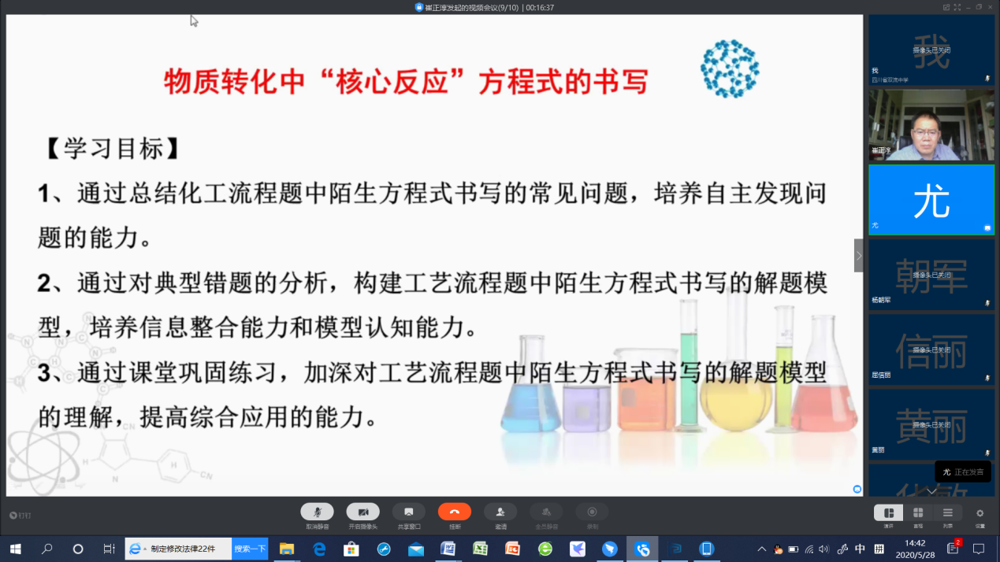 崔正淳发起的视频会议(9/10) | 00:16:37
物质转化中“核心反应”方程式的书写
【学习目标】
1、通过总结化工流程题中陌生方程式书写的常见问题，培养自主发现问
题的能力。
2、通过对典型错题的分析，构建工艺流程题中陌生方程式书写的解题模
型，培养信息整合能力和模型认知能力。
3、通过课堂巩固练习，加深对工艺流程题中陌生方程式书写的解题模型
的理解，提高综合应用的能力。
N
N
C
N
C
H
CN
H
N
H
CN
我
摄像头已关闭
我
四川省双流中学
崔正淳
尤
尤
朝军
摄像头已关闭
杨朝军
信丽
摄像头已关闭
屈信丽
黄丽
摄像头已关闭
黄丽
尤 正在发言
华敏
钉钉
取消静音
开启摄像头
共享窗口
挂断
邀请
全员静音
录制
演讲
宫格
列表
设置
制定修改法律22件
搜索一下
中
拼
14:42
2020/5/28
2